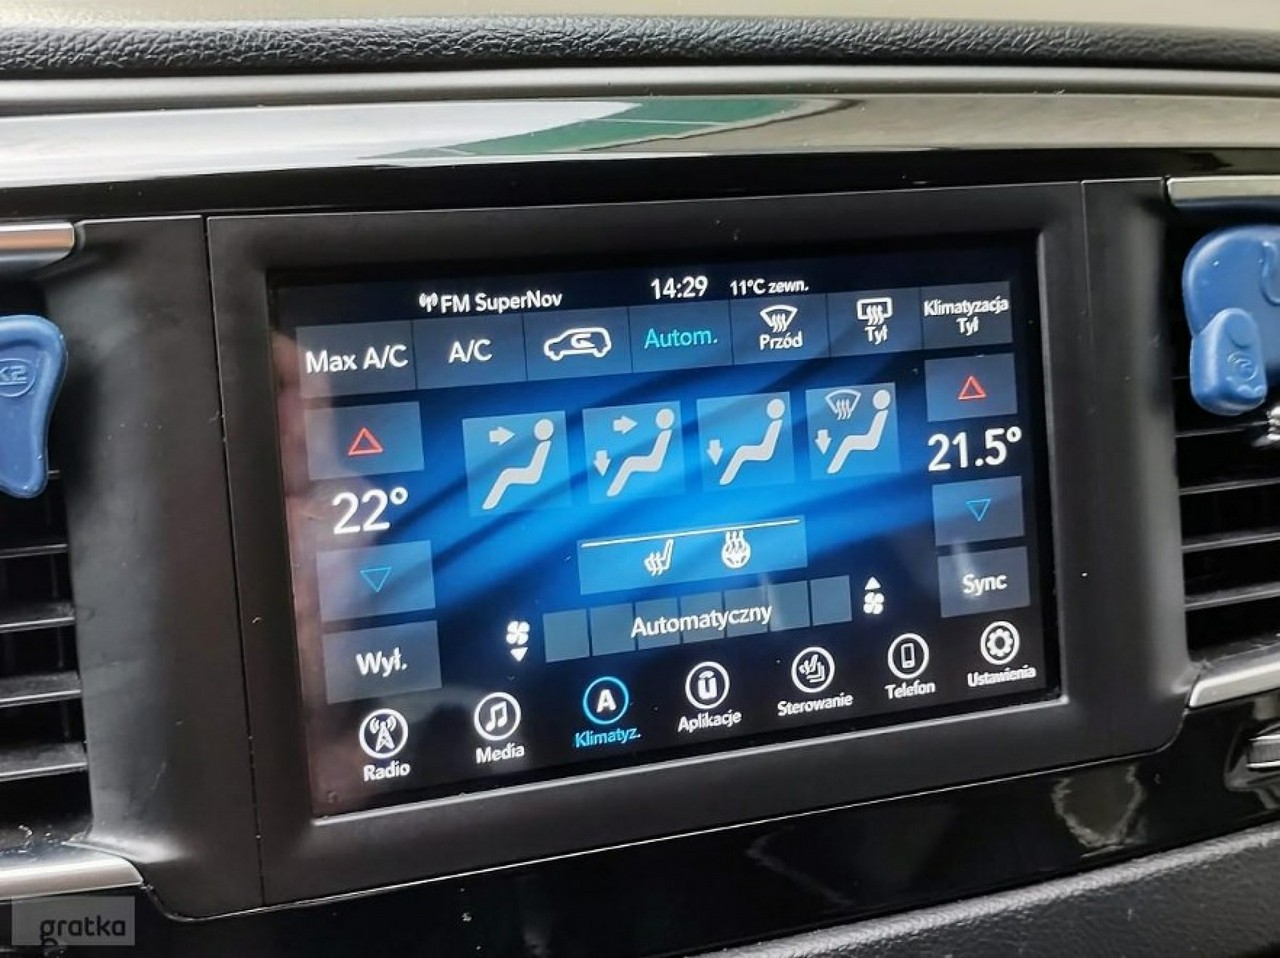 FM SuperNov
14:29
11°C zewn.
Max A/C
A/C
Autom.
Przód
Tył
Klimatyzacja
Tył
22°
21.5°
Sync
Automatyczny
Wył.
Radio
Media
A
Klimatyz.
Aplikacje
Sterowanie
Telefon
Ustawienia
K2
gratka